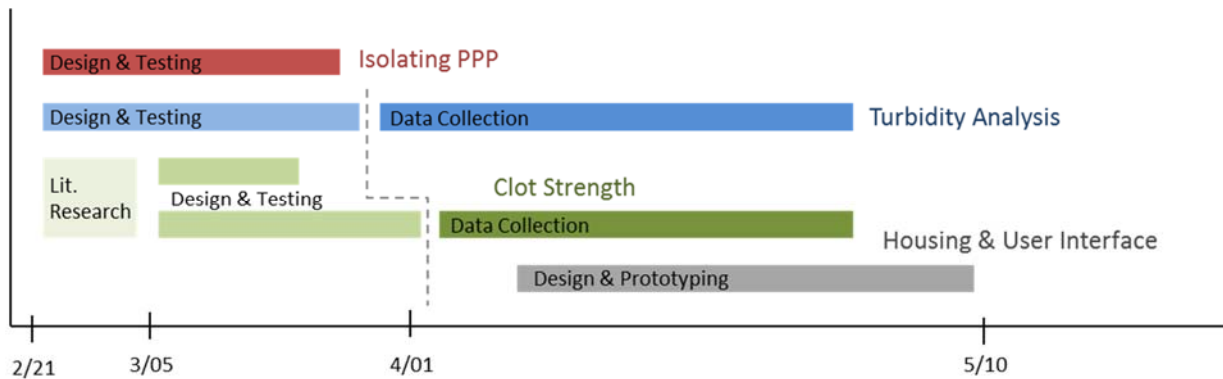 Design & Testing
Isolating PPP
Design & Testing
Data Collection
Turbidity Analysis
Lit.
Research
Design & Testing
Clot Strength
Data Collection
Housing & User Interface
Design & Prototyping
2/21
3/05
4/01
5/10